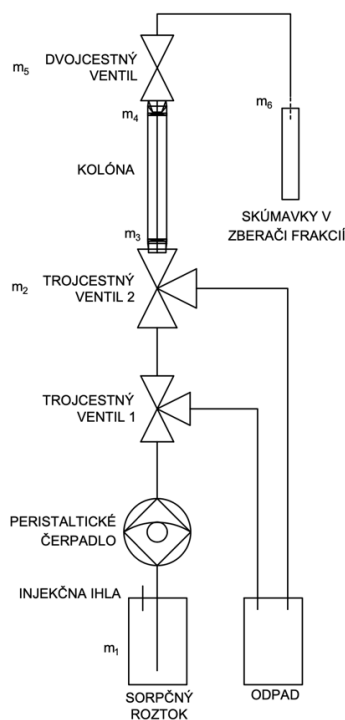 DVOJCESTNÝ
VENTIL
m5
m4
m6
KOLÓNA
SKÚMAVKY V
ZBERAČI FRAKCIÍ
m3
m2
TROJCESTNÝ
VENTIL 2
TROJCESTNÝ
VENTIL 1
PERISTALTICKÉ
ČERPADLO
INJEKČNA IHLA
m1
SORPČNÝ
ROZTOK
ODPAD